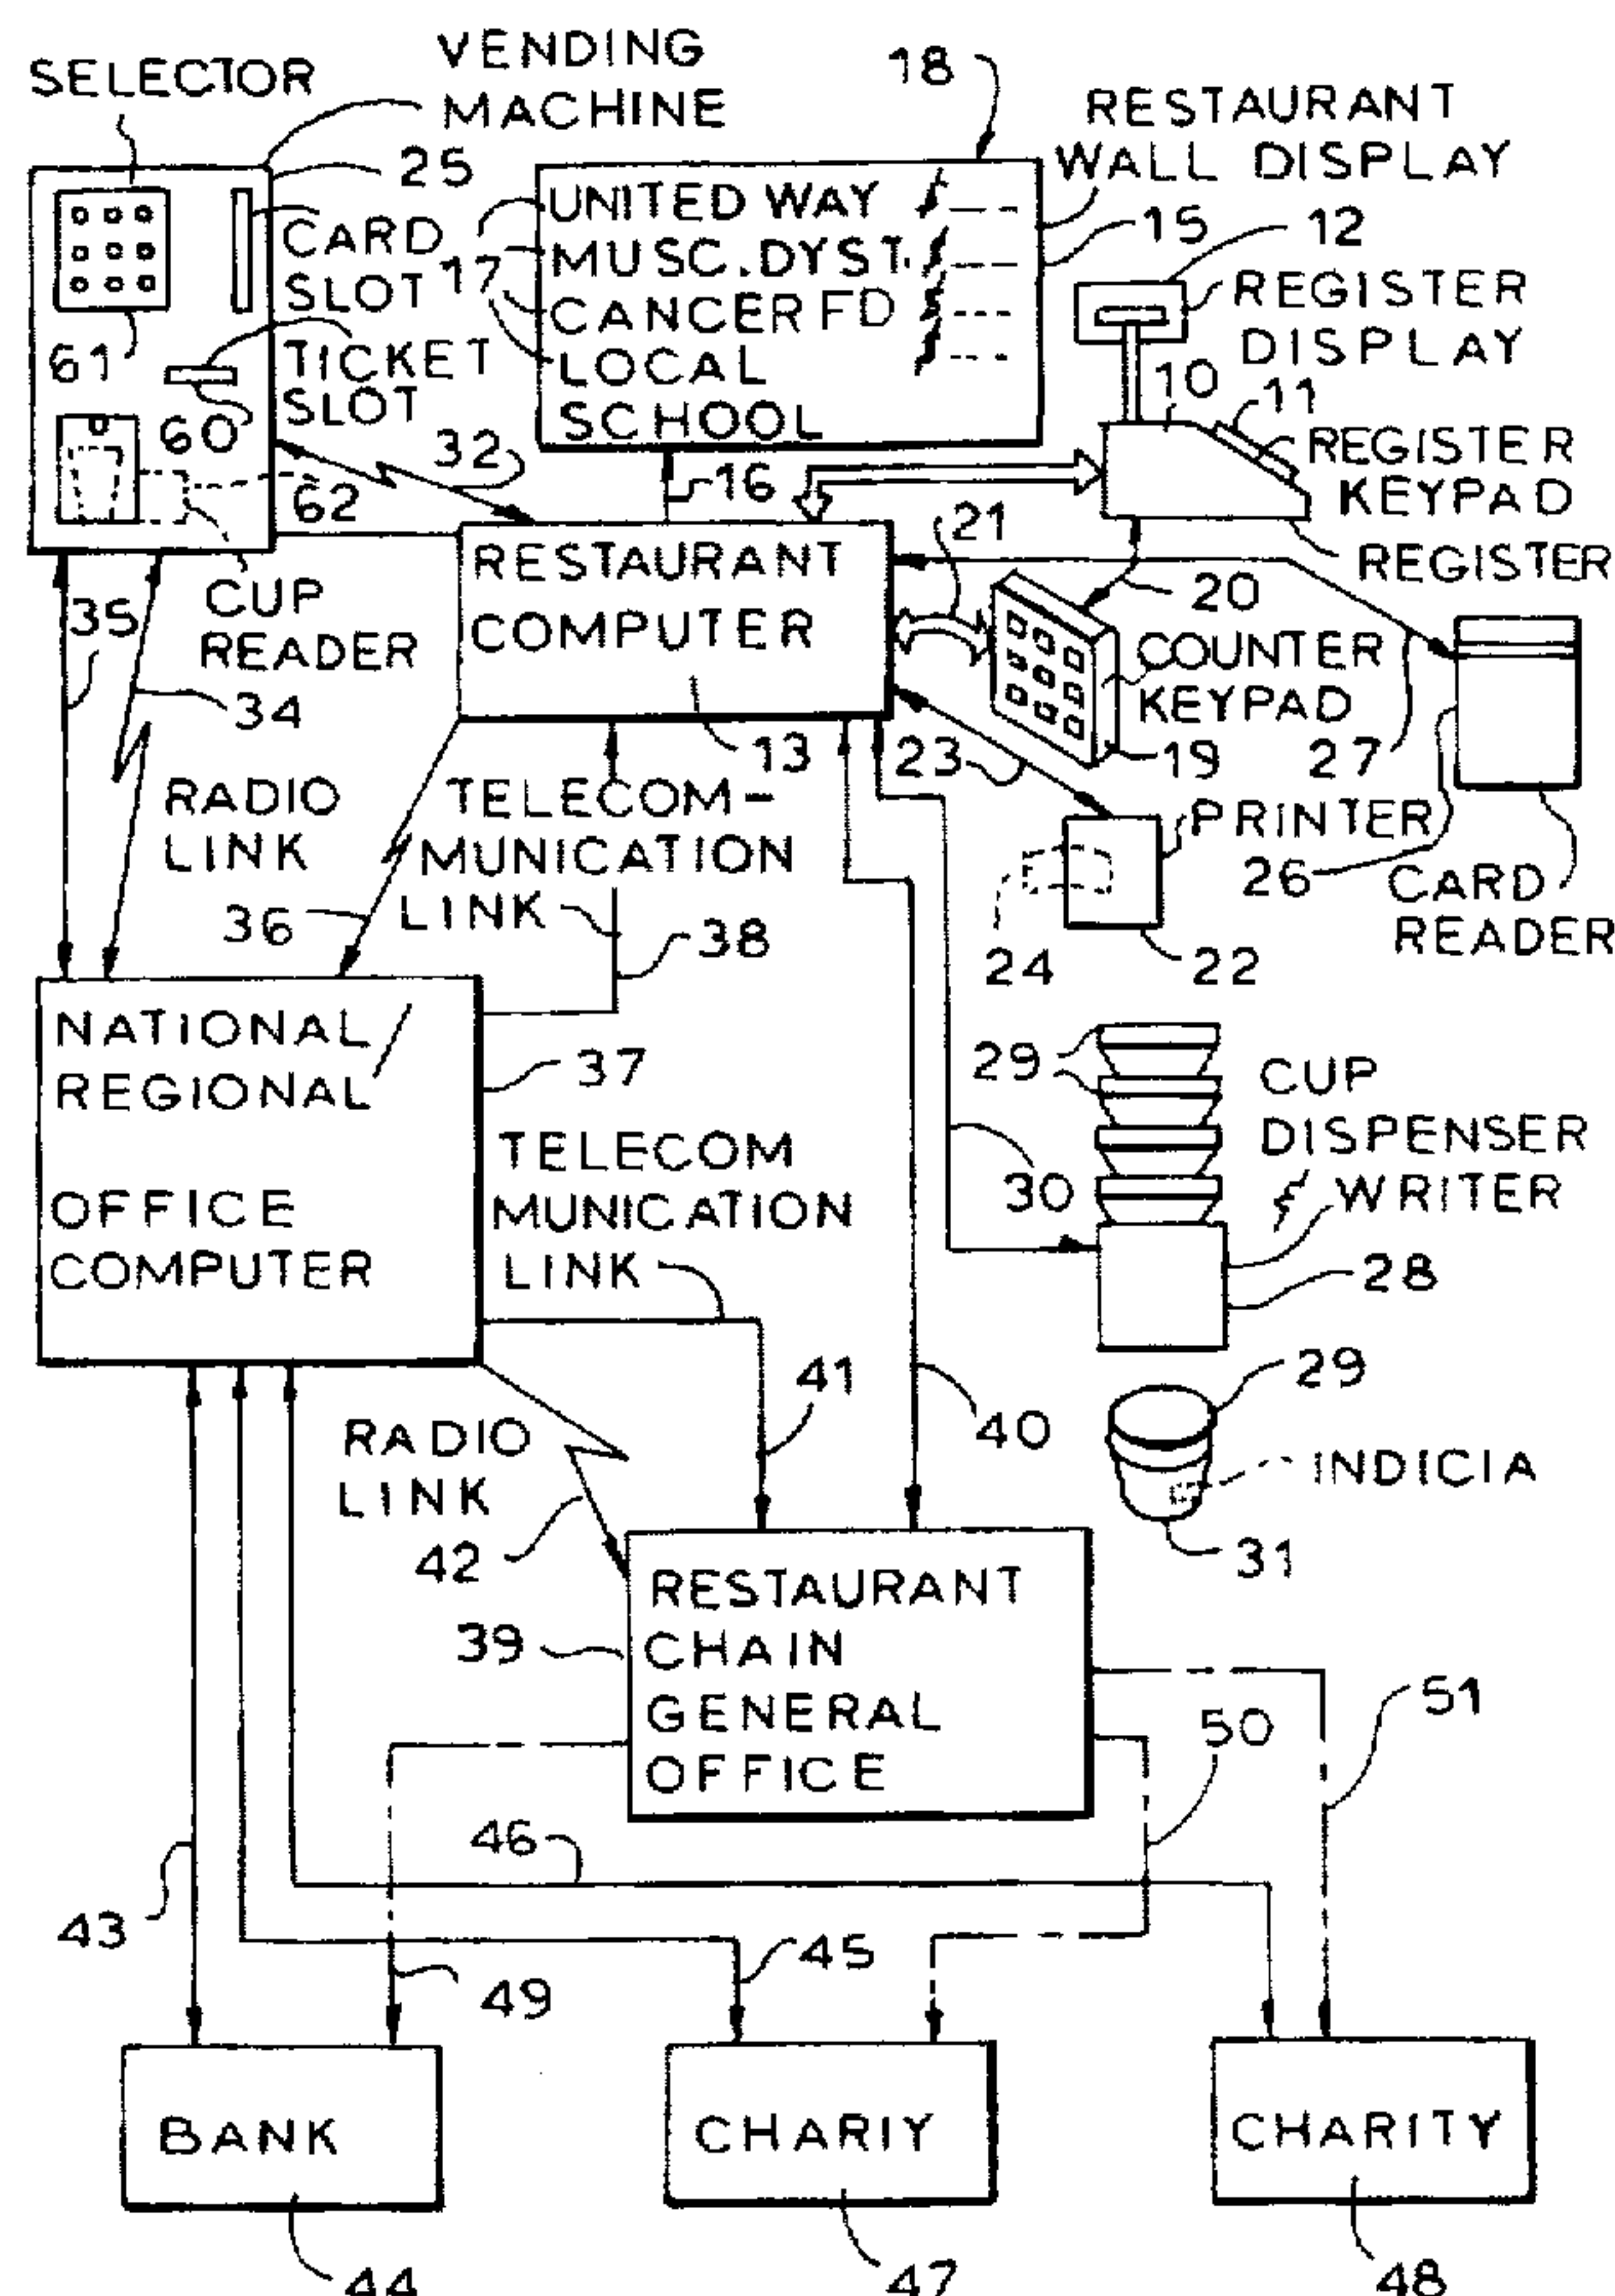 SELECTOR
VENDING
MACHINE
18
RESTAURANT
WALL DISPLAY
25
CARD
SLOT
17
UNITED WAY
MUSC. DYST.
CANCER FD
LOCAL
SCHOOL
15
12
REGISTER
DISPLAY
61
TICKET
SLOT
60
10
11
REGISTER
KEYPAD
32
16
62
21
REGISTER
RESTAURANT
COMPUTER
20
35
CUP
READER
COUNTER
KEYPAD
34
13
23
19
27
RADIO
LINK
TELECOM-
MUNICATION
LINK
PRINTER
26
CARD
READER
36
38
24
22
NATIONAL/
REGIONAL
OFFICE
COMPUTER
37
29
CUP
DISPENSER
WRITER
TELECOM
MUNICATION
LINK
30
28
41
40
29
RADIO
LINK
INDICIA
42
31
RESTAURANT
CHAIN
GENERAL
OFFICE
39
51
50
46
43
45
49
BANK
CHARIY
CHARITY
44
47
48